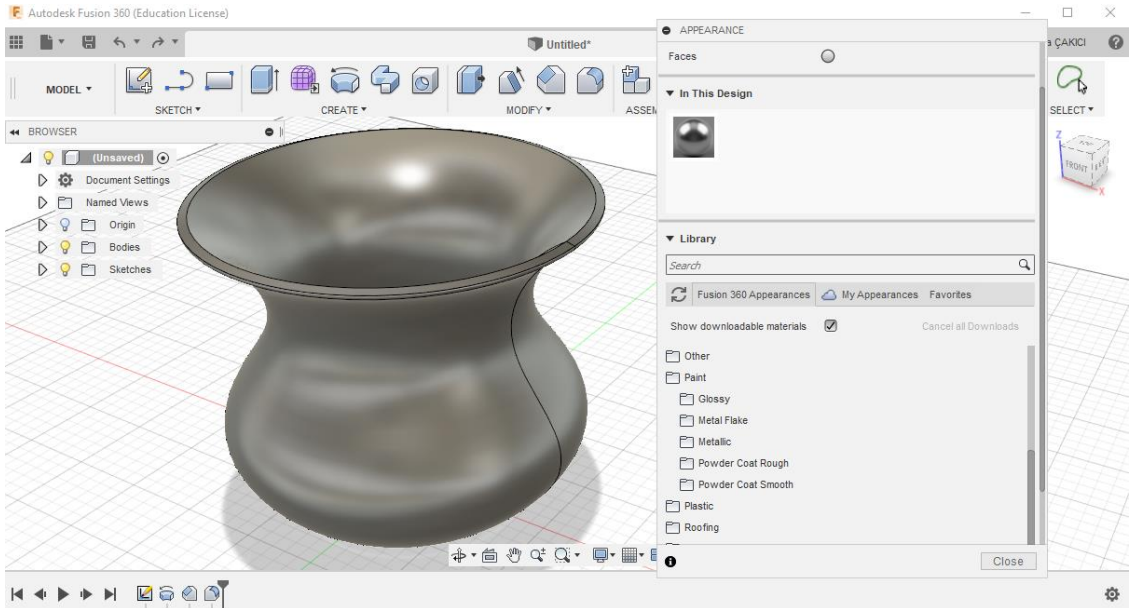 Autodesk Fusion 360 (Education License)
Untitled*
ÇAKICI
MODEL
SKETCH
CREATE
MODIFY
ASSEM
SELECT
BROWSER
(Unsaved)
Document Settings
Named Views
Origin
Bodies
Sketches
APPEARANCE
Faces
In This Design
Library
Search
Fusion 360 Appearances My Appearances Favorites
Show downloadable materials Cancel all Downloads
Other
Paint
Glossy
Metal Flake
Metallic
Powder Coat Rough
Powder Coat Smooth
Plastic
Roofing
Close
Z
FRONT
X